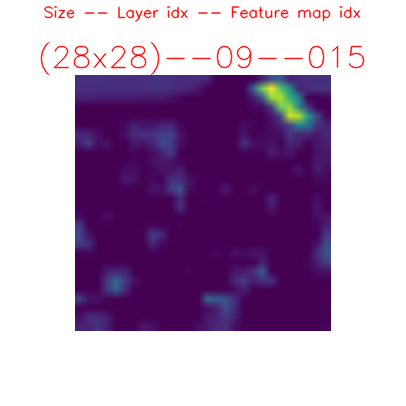 Size -- Layer idx -- Feature map idx
(28x28)--09--015